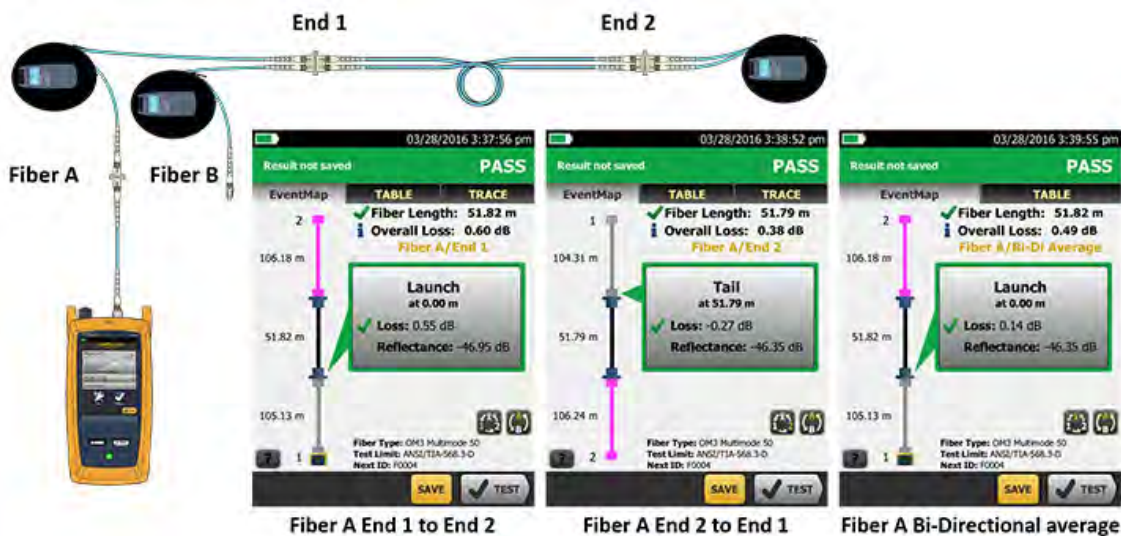 End 1
End 2
Fiber A
Fiber B
03/28/2016 3:37:56 pm
Result not saved
PASS
EventMap
TABLE
TRACE
2
Fiber Length: 51.82 m
Overall Loss: 0.60 dB
Fiber A/End 1
106.18 m
Launch
at 0.00 m
Loss: 0.55 dB
Reflectance: -46.95 dB
51.82 m
105.13 m
Fiber Type: OM3 Multimode 50
Test Limit: ANSI/TIA-568.3-D
Next ID: F0004
? 1
SAVE
TEST
Fiber A End 1 to End 2
03/28/2016 3:38:52 pm
Result not saved
PASS
EventMap
TABLE
TRACE
1
Fiber Length: 51.79 m
Overall Loss: 0.38 dB
Fiber A/End 2
104.31 m
Tail
at 51.79 m
Loss: -0.27 dB
Reflectance: -46.35 dB
51.79 m
106.24 m
Fiber Type: OM3 Multimode 50
Test Limit: ANSI/TIA-568.3-D
Next ID: F0004
? 2
SAVE
TEST
Fiber A End 2 to End 1
03/28/2016 3:39:55 pm
Result not saved
PASS
EventMap
TABLE
2
Fiber Length: 51.82 m
Overall Loss: 0.49 dB
Fiber A/Bi-Di Average
106.18 m
Launch
at 0.00 m
Loss: 0.14 dB
Reflectance: -46.35 dB
51.82 m
105.13 m
Fiber Type: OM3 Multimode 50
Test Limit: ANSI/TIA-568.3-D
Next ID: F0004
? 1
SAVE
TEST
Fiber A Bi-Directional average